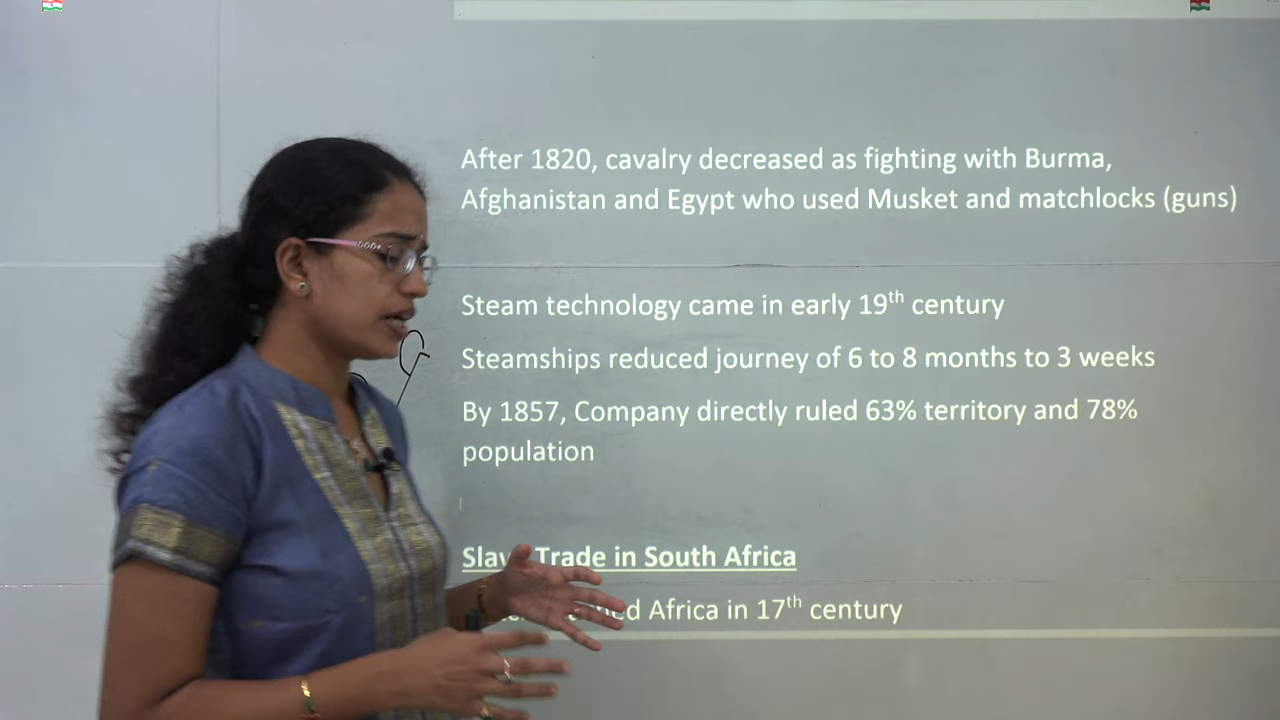 After 1820, cavalry decreased as fighting with Burma,
Afghanistan and Egypt who used Musket and matchlocks (guns)
Steam technology came in early 19th century
Steamships reduced journey of 6 to 8 months to 3 weeks
By 1857, Company directly ruled 63% territory and 78%
population
Trade in South Africa
Africa in 17th century